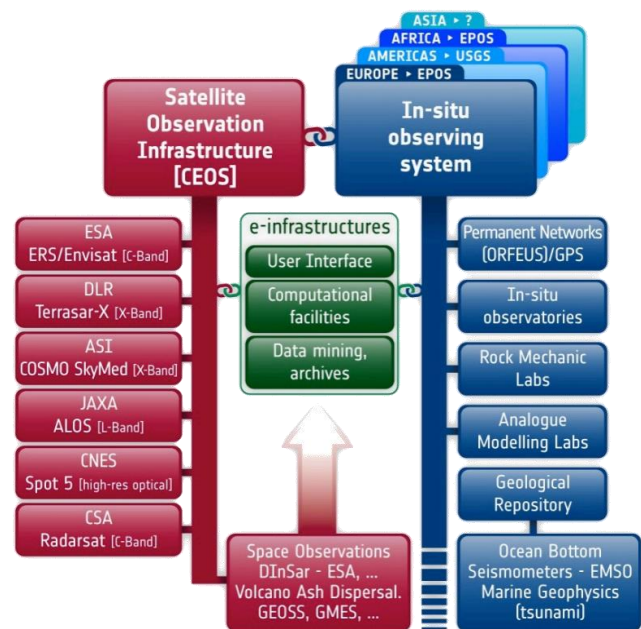 ASIA ▸ ?
AFRICA ▸ EPOS
AMERICAS ▸ USGS
EUROPE ▸ EPOS
Satellite
Observation
Infrastructure
[CEOS]
In-situ
observing
system
ESA
ERS/Envisat [C-Band]
DLR
Terrasar-X [X-Band]
ASI
COSMO SkyMed [X-Band]
JAXA
ALOS [L-Band]
CNES
Spot 5 [high-res optical]
CSA
Radarsat [C-Band]
e-infrastructures
User Interface
Computational
facilities
Data mining,
archives
Space Observations
DInSar - ESA, ...
Volcano Ash Dispersal.
GEOSS, GMES, ...
Permanent Networks
(ORFEUS)/GPS
In-situ
observatories
Rock Mechanic
Labs
Analogue
Modelling Labs
Geological
Repository
Ocean Bottom
Seismometers - EMSO
Marine Geophysics
(tsunami)